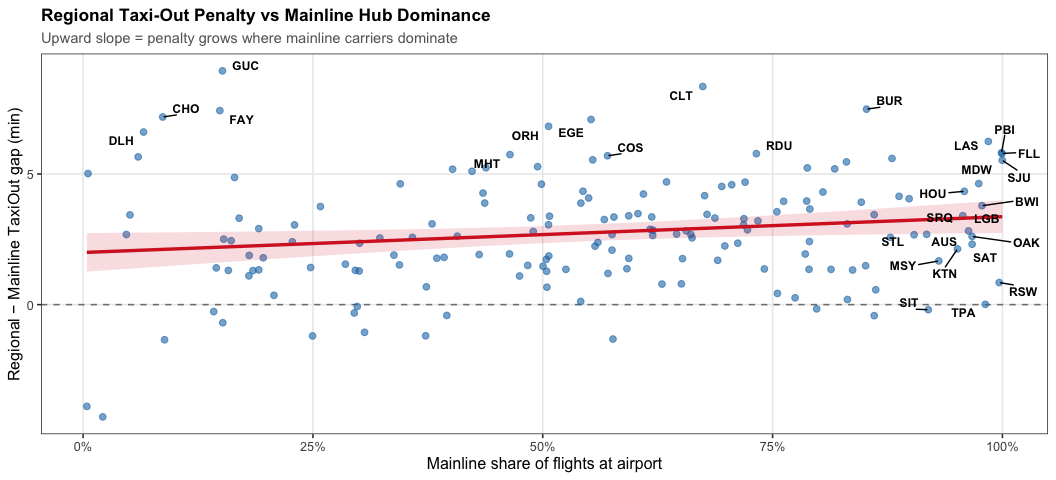 Regional Taxi-Out Penalty vs Mainline Hub Dominance
Upward slope = penalty grows where mainline carriers dominate
GUC
CLT
CHO
BUR
FAY
PBI
DLH
ORH
EGE
COS
RDU
LAS
FLL
MHT
MDW
SJU
HOU
BWI
SRQ
LGB
STL
AUS
OAK
MSY
KTN
SAT
RSW
SIT
TPA
5
0
Regional − Mainline TaxiOut gap (min)
0%
25%
50%
75%
100%
Mainline share of flights at airport